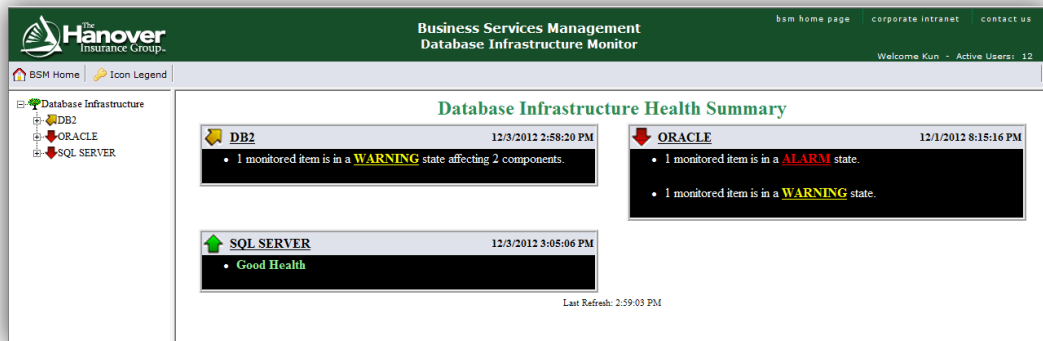 The
Hanover
Insurance Group.
Business Services Management
Database Infrastructure Monitor
bsm home page
corporate intranet
contact us
Welcome Kun - Active Users: 12
BSM Home
Icon Legend
Database Infrastructure
DB2
ORACLE
SQL SERVER
Database Infrastructure Health Summary
DB2 12/3/2012 2:58:20 PM
• 1 monitored item is in a WARNING state affecting 2 components.
ORACLE 12/1/2012 8:15:16 PM
• 1 monitored item is in a ALARM state.
• 1 monitored item is in a WARNING state.
SQL SERVER 12/3/2012 3:05:06 PM
• Good Health
Last Refresh: 2:59:03 PM